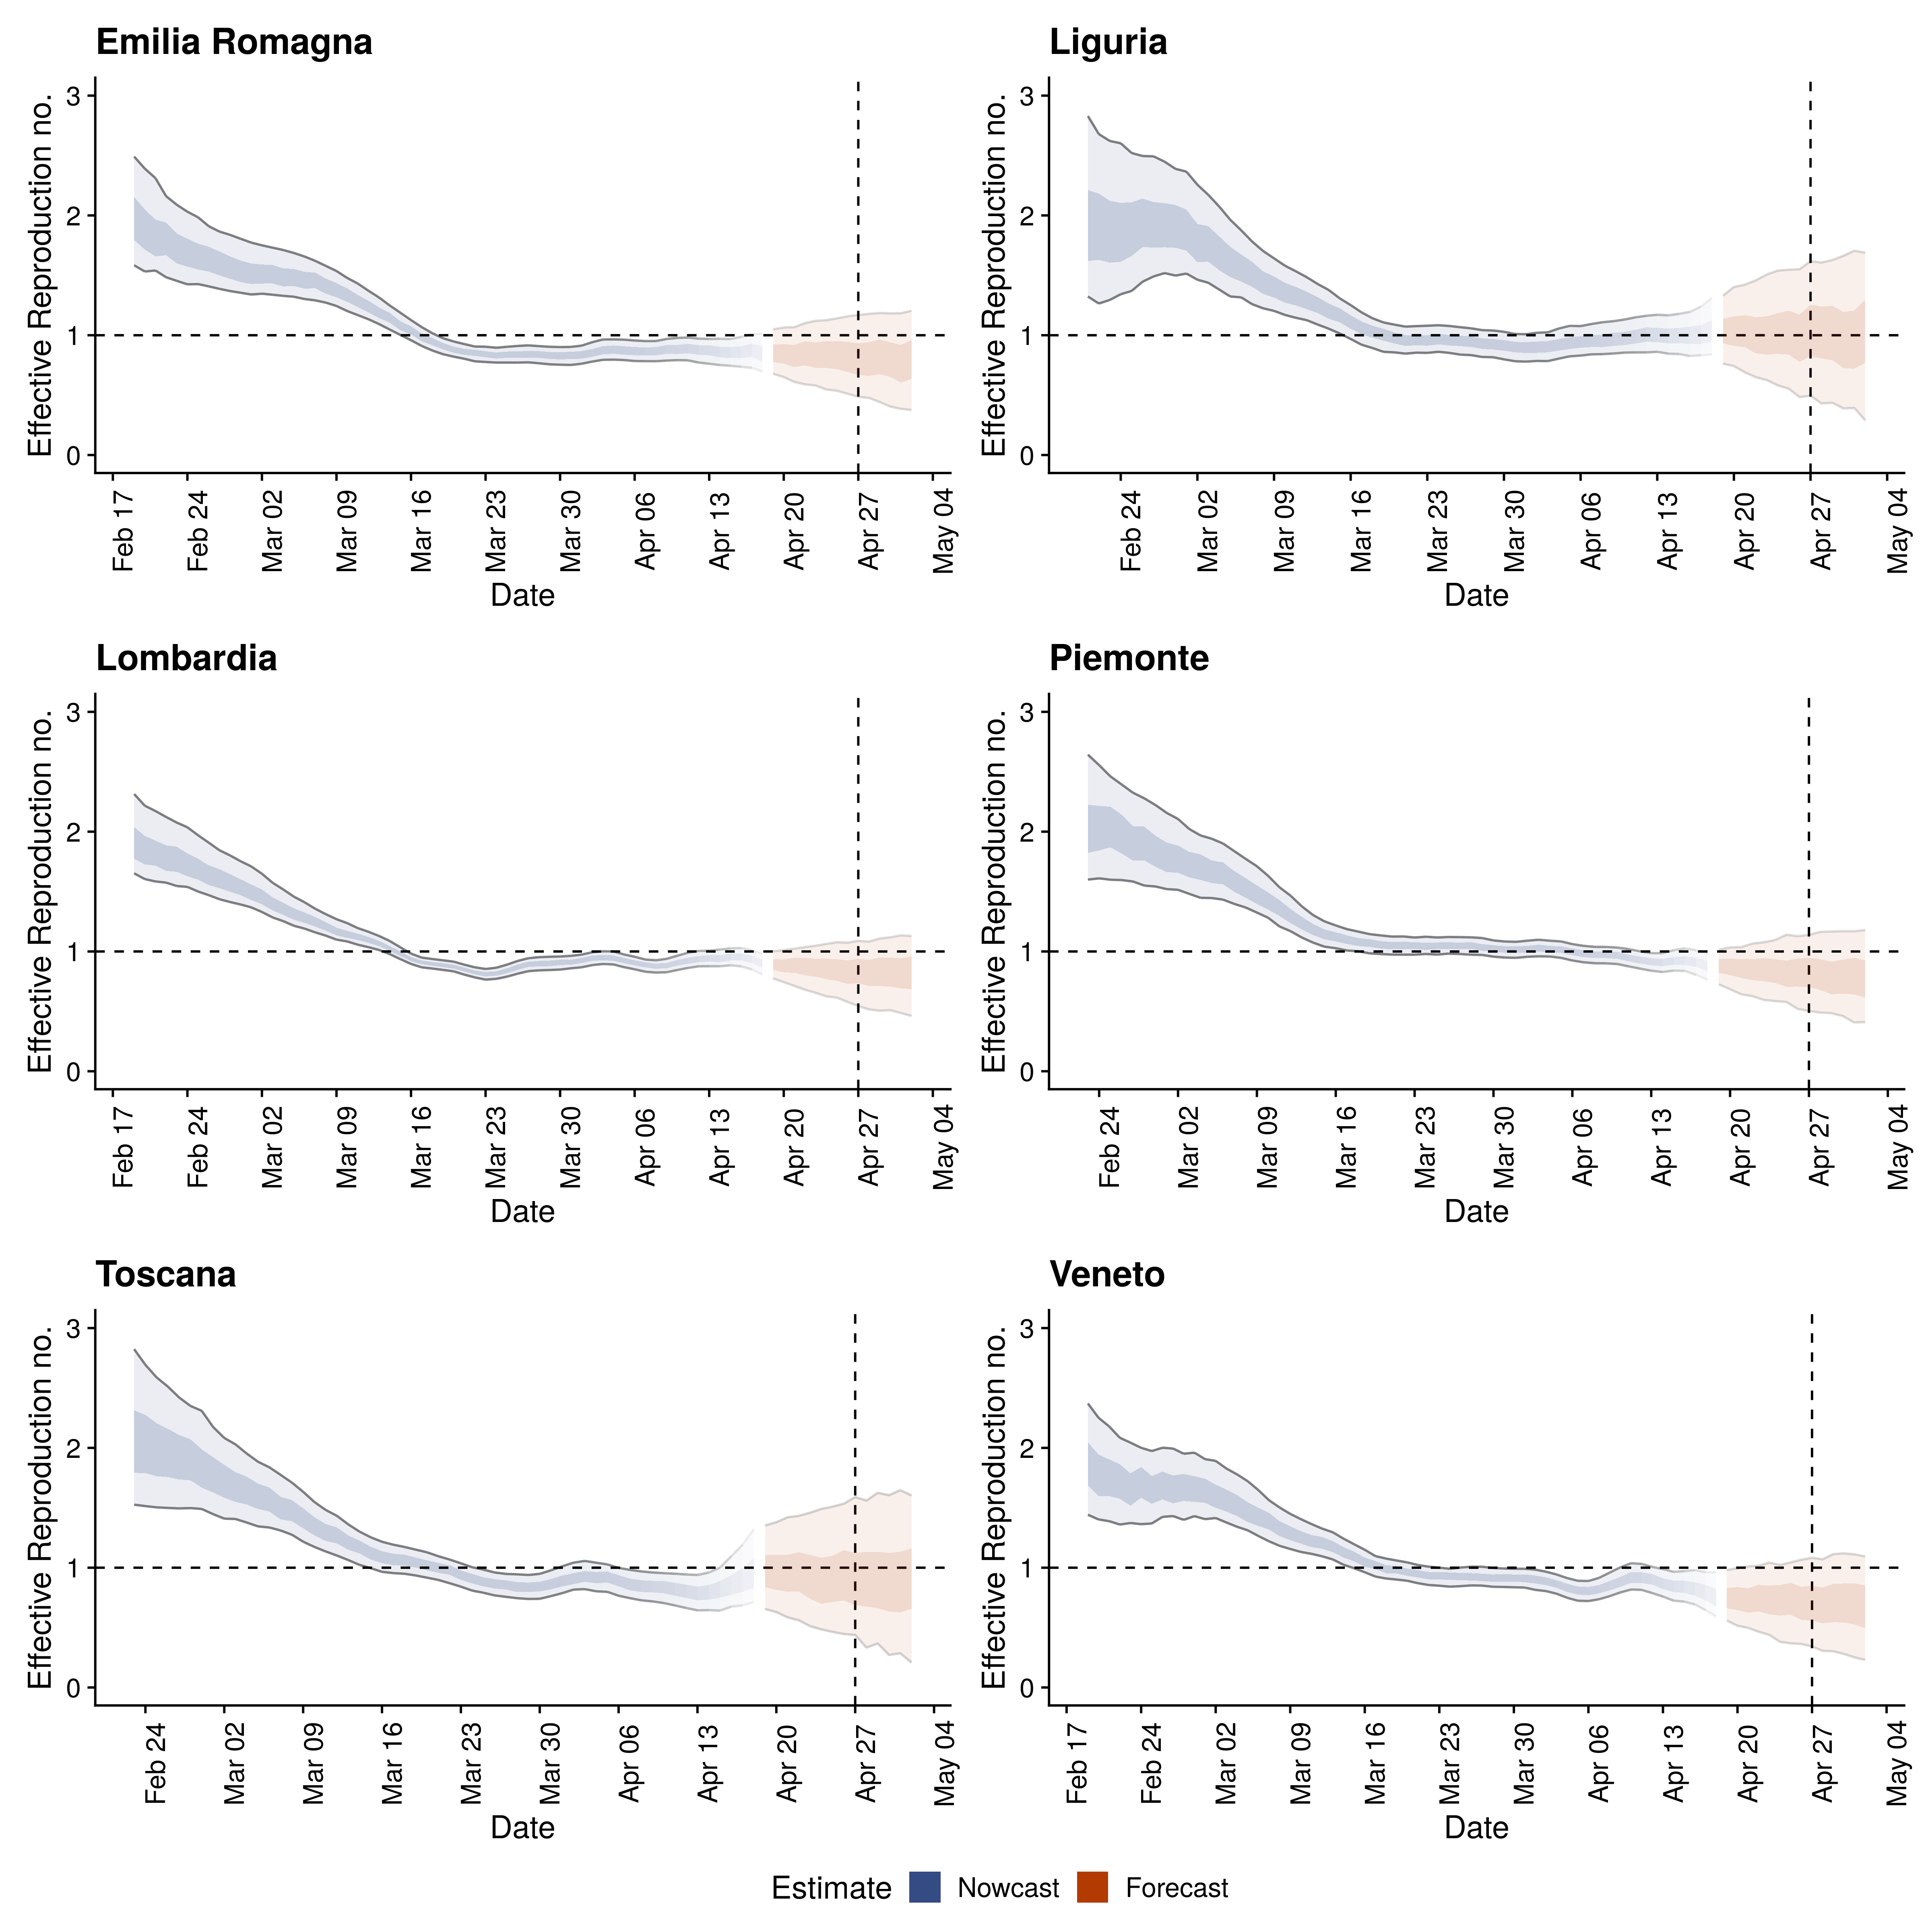 Emilia Romagna
Effective Reproduction no.
3
2
1
0
Feb 17
Feb 24
Mar 02
Mar 09
Mar 16
Mar 23
Mar 30
Apr 06
Apr 13
Apr 20
Apr 27
May 04
Date
Liguria
Effective Reproduction no.
3
2
1
0
Feb 24
Mar 02
Mar 09
Mar 16
Mar 23
Mar 30
Apr 06
Apr 13
Apr 20
Apr 27
May 04
Date
Lombardia
Effective Reproduction no.
3
2
1
0
Feb 17
Feb 24
Mar 02
Mar 09
Mar 16
Mar 23
Mar 30
Apr 06
Apr 13
Apr 20
Apr 27
May 04
Date
Piemonte
Effective Reproduction no.
3
2
1
0
Feb 24
Mar 02
Mar 09
Mar 16
Mar 23
Mar 30
Apr 06
Apr 13
Apr 20
Apr 27
May 04
Date
Toscana
Effective Reproduction no.
3
2
1
0
Feb 24
Mar 02
Mar 09
Mar 16
Mar 23
Mar 30
Apr 06
Apr 13
Apr 20
Apr 27
May 04
Date
Veneto
Effective Reproduction no.
3
2
1
0
Feb 17
Feb 24
Mar 02
Mar 09
Mar 16
Mar 23
Mar 30
Apr 06
Apr 13
Apr 20
Apr 27
May 04
Date
Estimate Nowcast Forecast